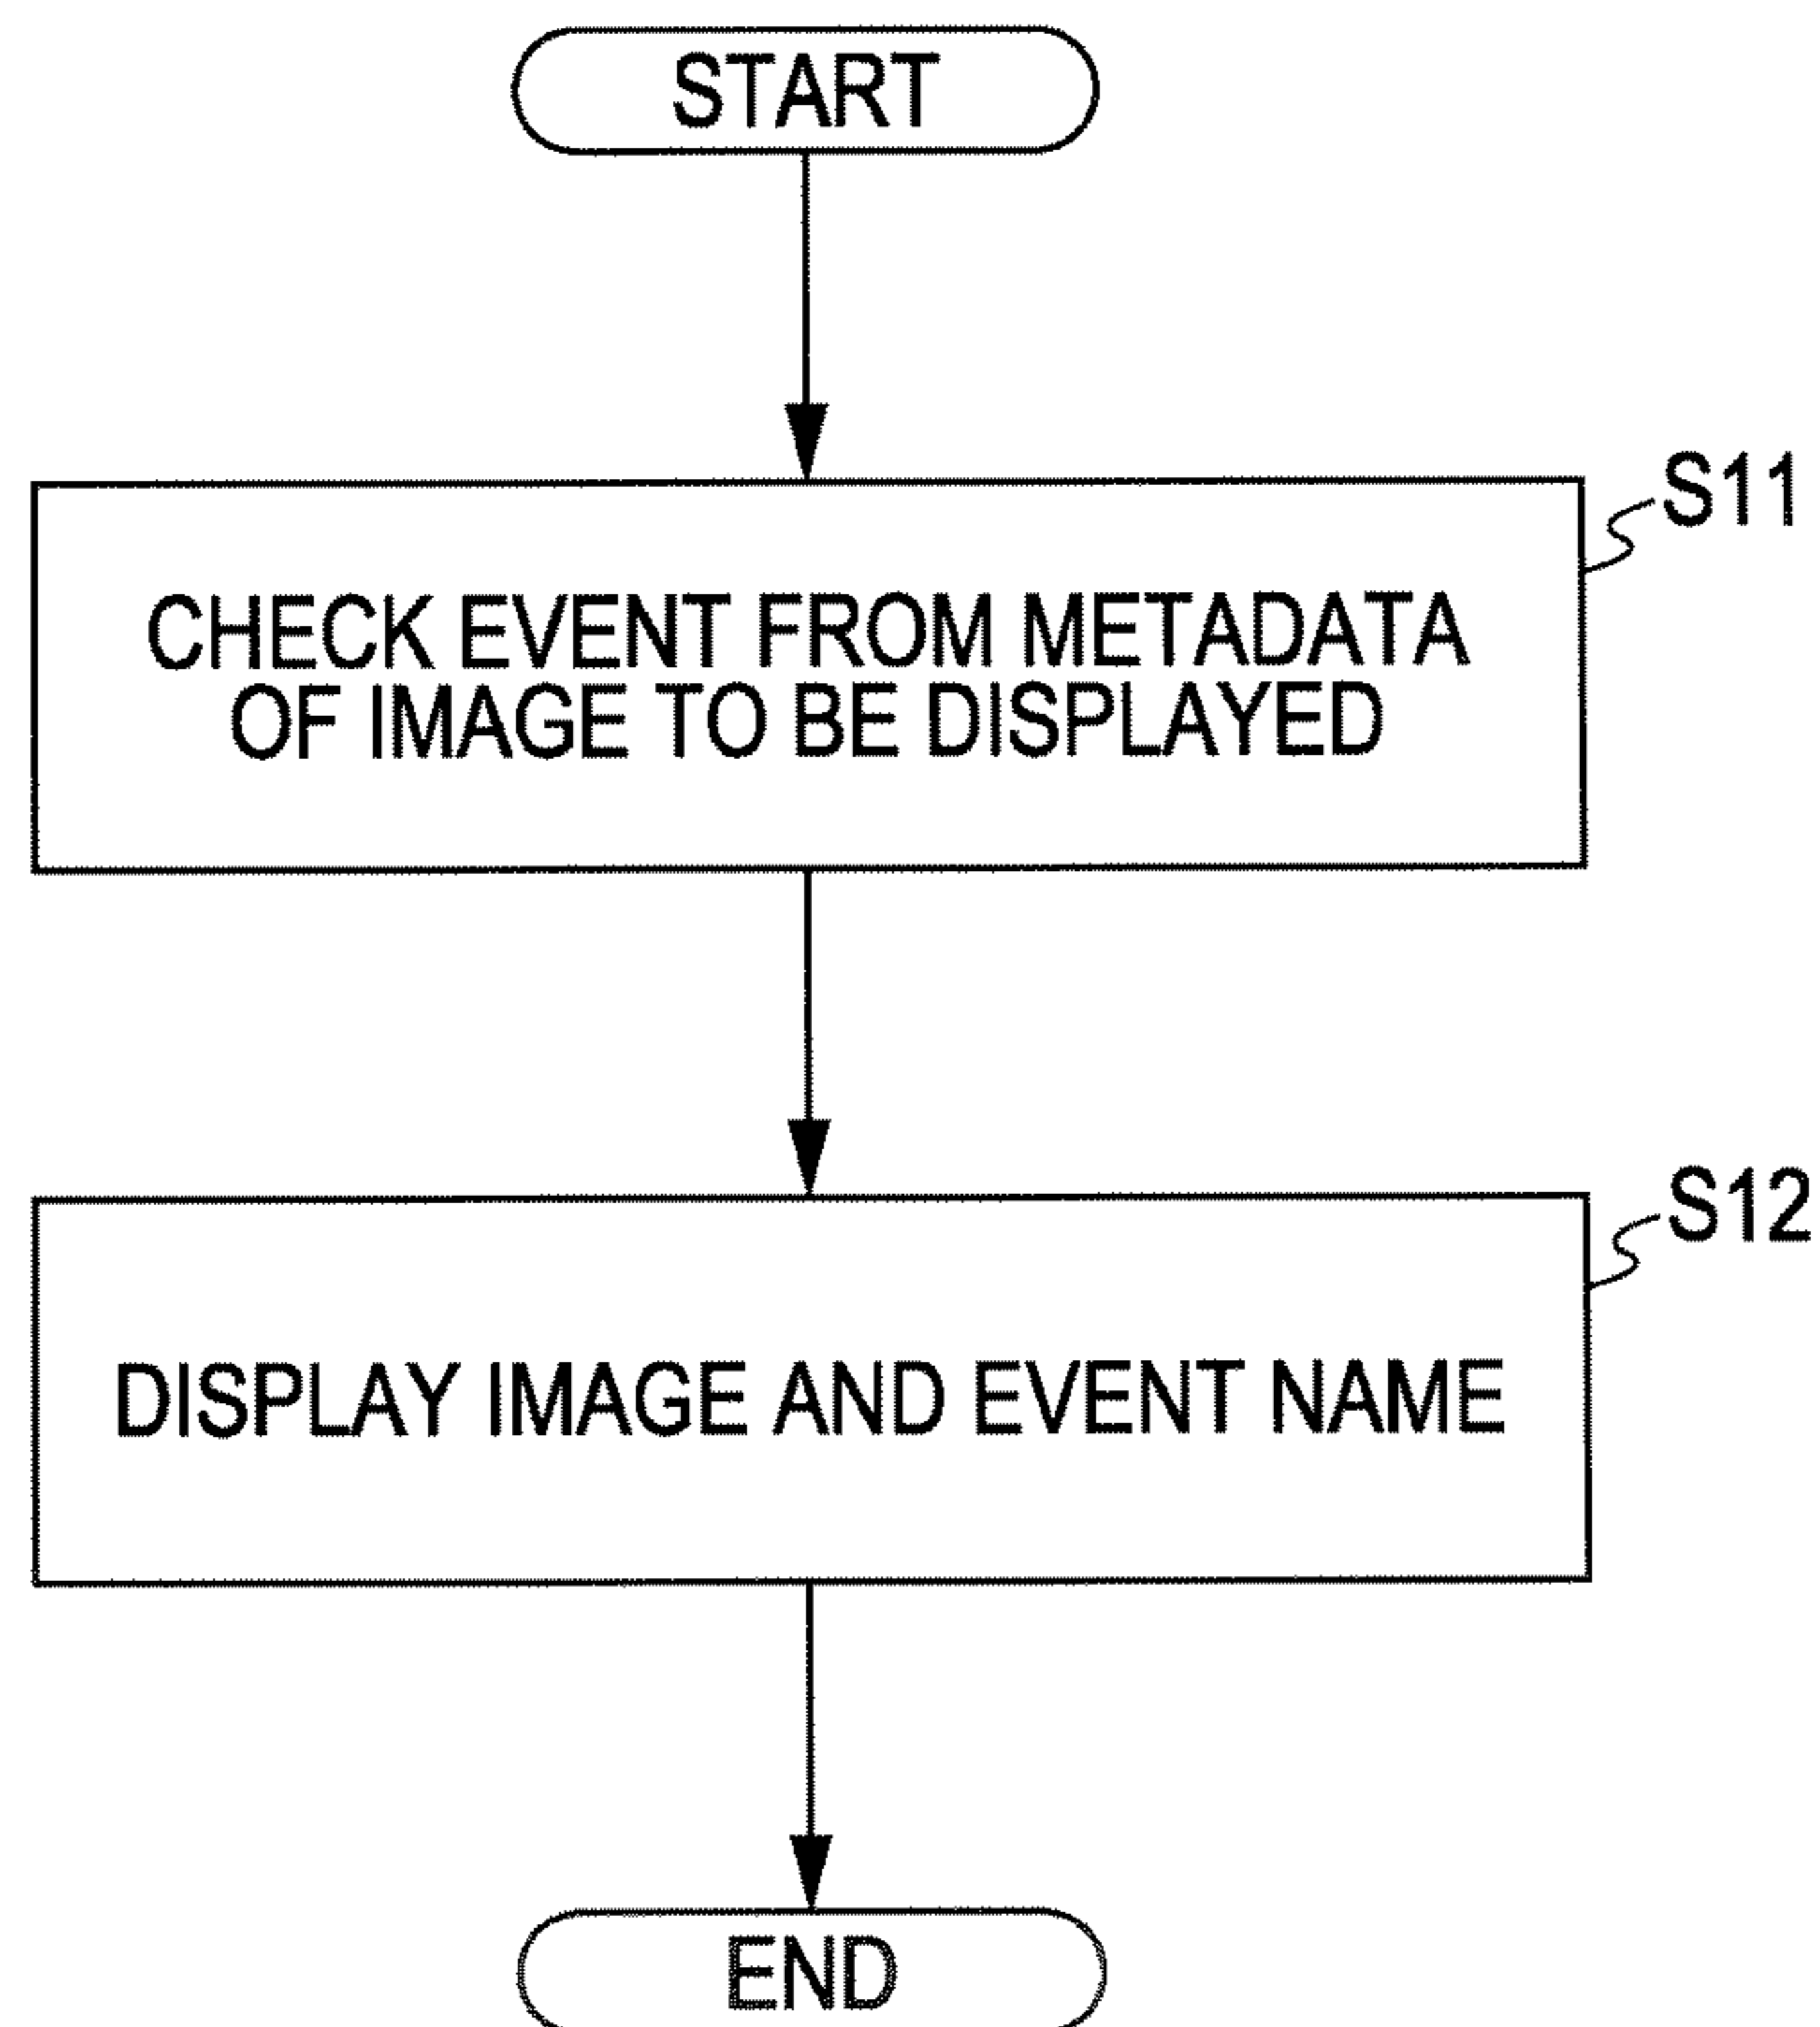 START
S11
CHECK EVENT FROM METADATA
OF IMAGE TO BE DISPLAYED
S12
DISPLAY IMAGE AND EVENT NAME
END